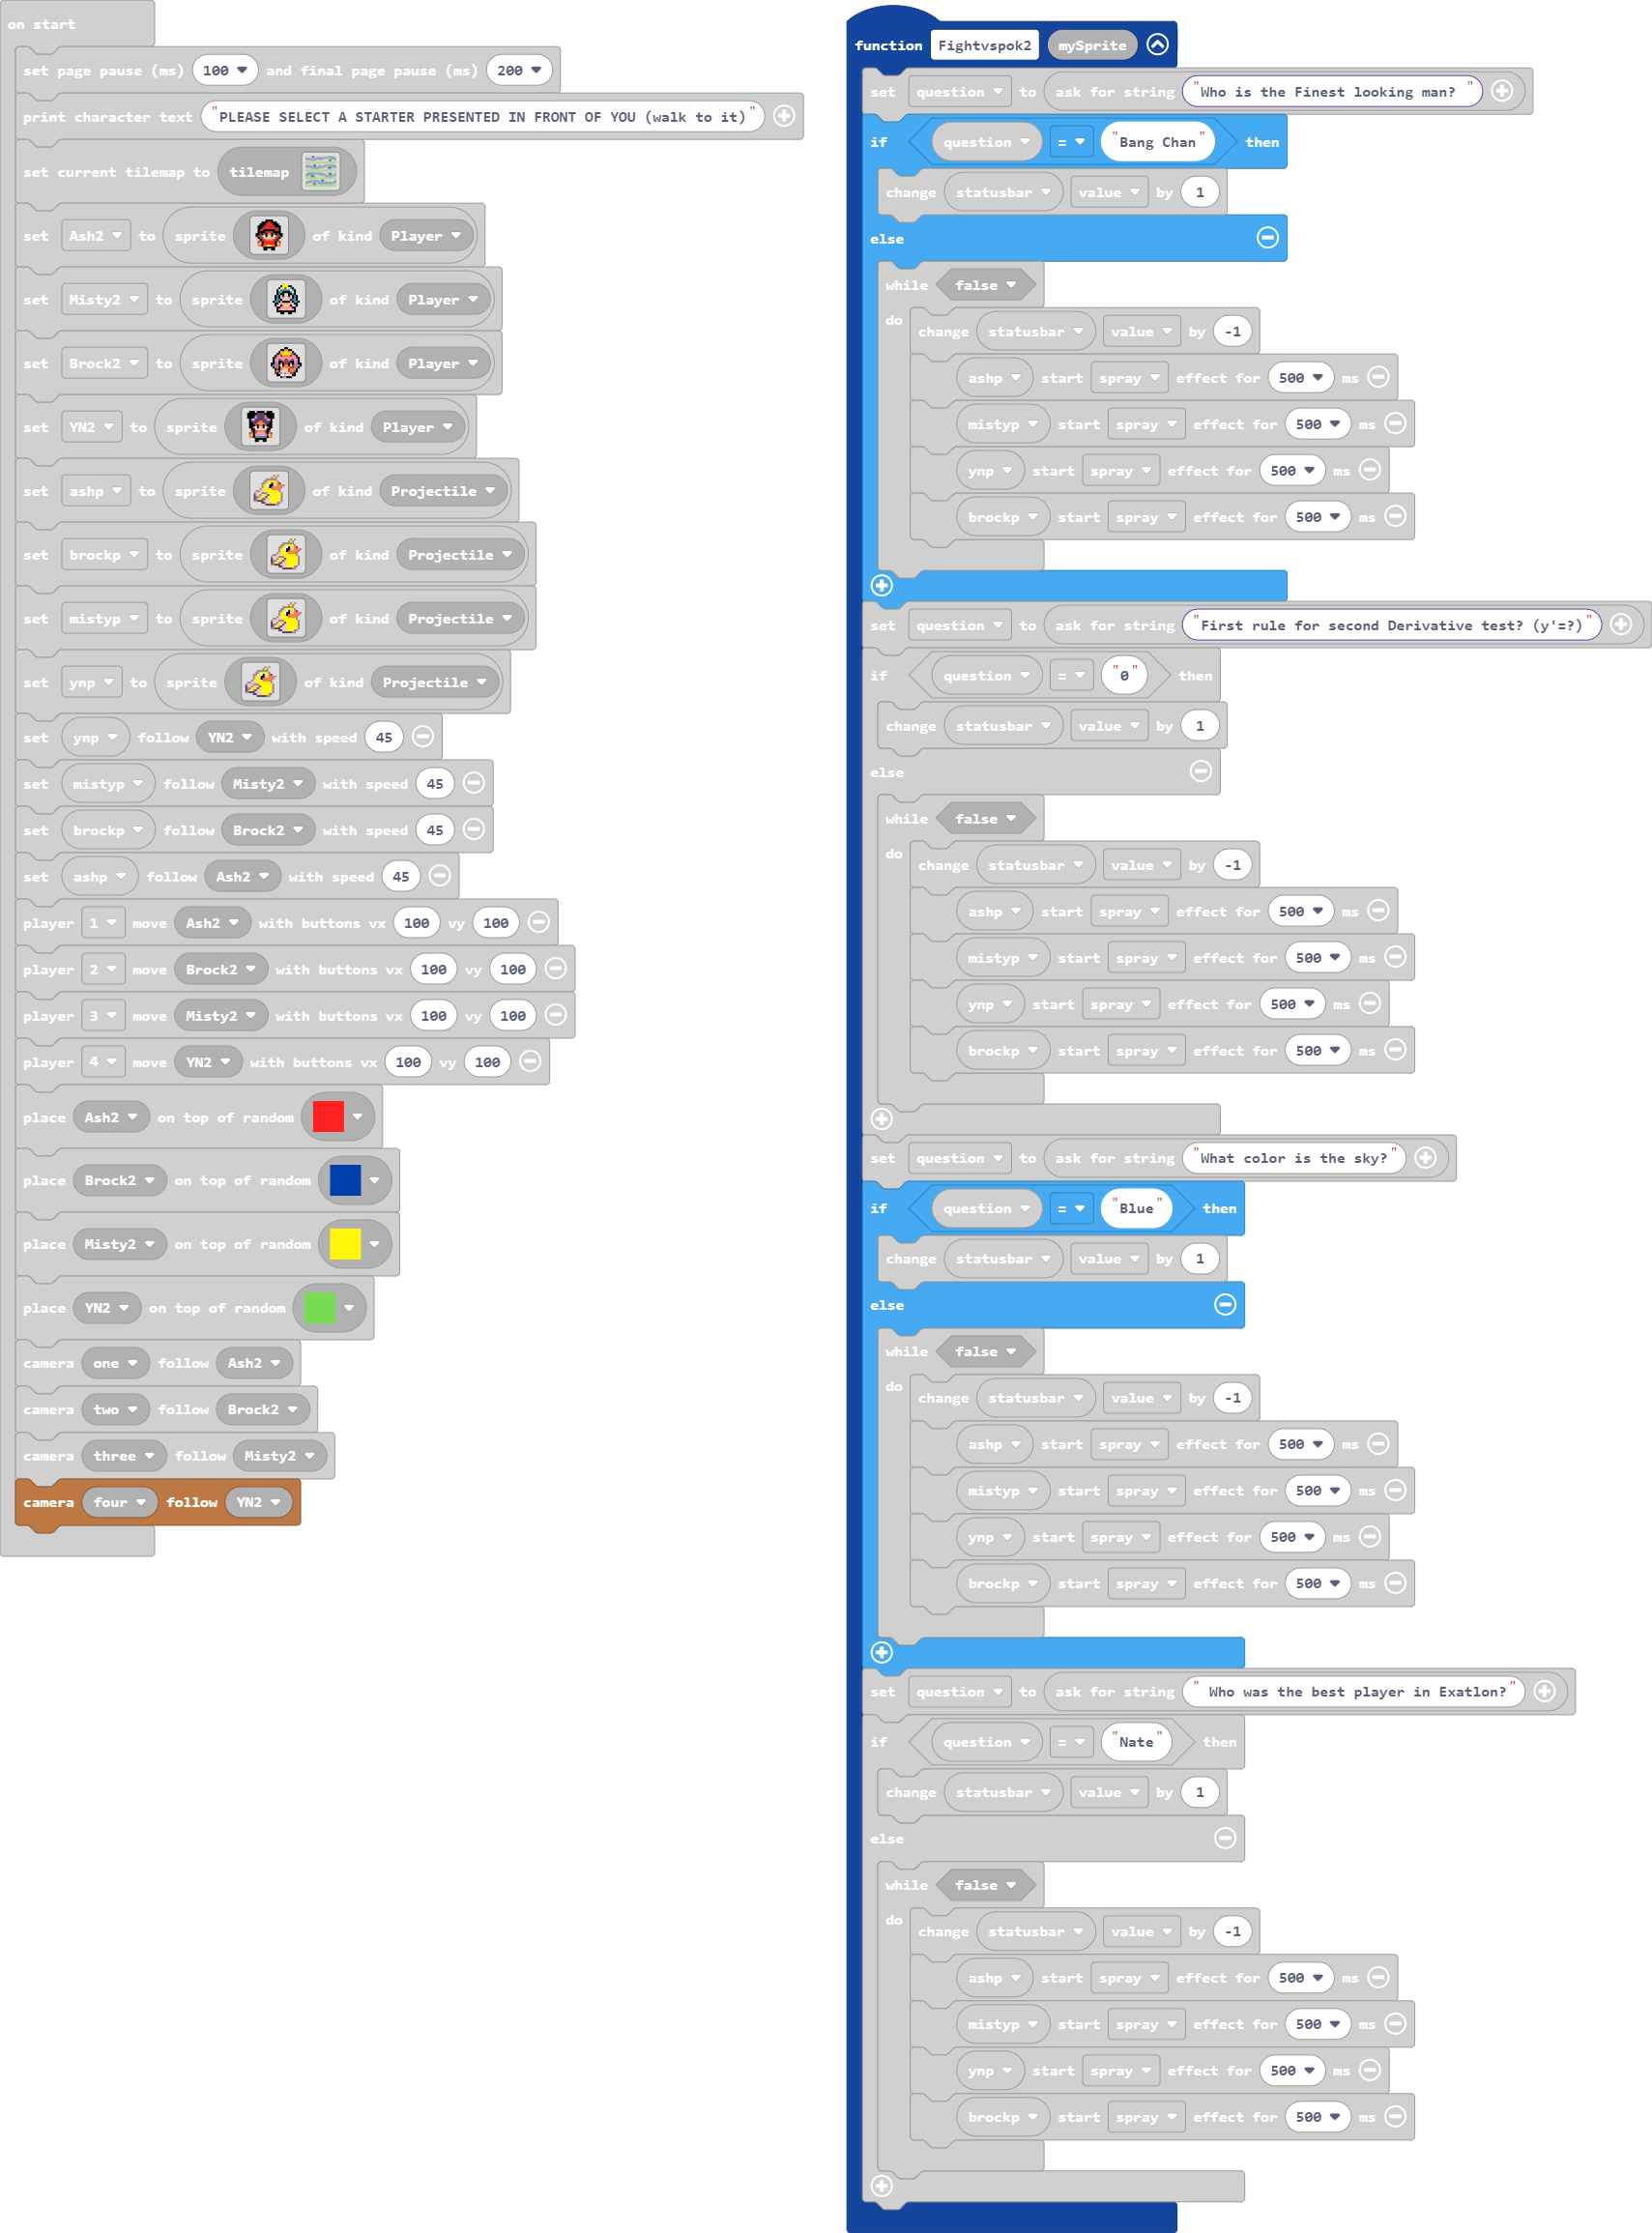 on start
set page pause (ms) 100 and final page pause (ms) 200
print character text "PLEASE SELECT A STARTER PRESENTED IN FRONT OF YOU (walk to it)"
set current tilemap to tilemap
set Ash2 to sprite of kind Player
set Misty2 to sprite of kind Player
set Brock2 to sprite of kind Player
set YN2 to sprite of kind Player
set ashp to sprite of kind Projectile
set brockp to sprite of kind Projectile
set mistyp to sprite of kind Projectile
set ynp to sprite of kind Projectile
set ynp follow YN2 with speed 45
set mistyp follow Misty2 with speed 45
set brockp follow Brock2 with speed 45
set ashp follow Ash2 with speed 45
player 1 move Ash2 with buttons vx 100 vy 100
player 2 move Brock2 with buttons vx 100 vy 100
player 3 move Misty2 with buttons vx 100 vy 100
player 4 move YN2 with buttons vx 100 vy 100
place Ash2 on top of random
place Brock2 on top of random
place Misty2 on top of random
place YN2 on top of random
camera one follow Ash2
camera two follow Brock2
camera three follow Misty2
camera four follow YN2
function Fightvspok2 mySprite
set question to ask for string "Who is the Finest looking man? "
if question = "Bang Chan" then
change statusbar value by 1
else
while false
do
change statusbar value by -1
ashp start spray effect for 500 ms
mistyp start spray effect for 500 ms
ynp start spray effect for 500 ms
brockp start spray effect for 500 ms
set question to ask for string "First rule for second Derivative test? (y'=?)"
if question = "0" then
change statusbar value by 1
else
while false
do
change statusbar value by -1
ashp start spray effect for 500 ms
mistyp start spray effect for 500 ms
ynp start spray effect for 500 ms
brockp start spray effect for 500 ms
set question to ask for string "What color is the sky?"
if question = "Blue" then
change statusbar value by 1
else
while false
do
change statusbar value by -1
ashp start spray effect for 500 ms
mistyp start spray effect for 500 ms
ynp start spray effect for 500 ms
brockp start spray effect for 500 ms
set question to ask for string " Who was the best player in Exatlon?"
if question = "Nate" then
change statusbar value by 1
else
while false
do
change statusbar value by -1
ashp start spray effect for 500 ms
mistyp start spray effect for 500 ms
ynp start spray effect for 500 ms
brockp start spray effect for 500 ms